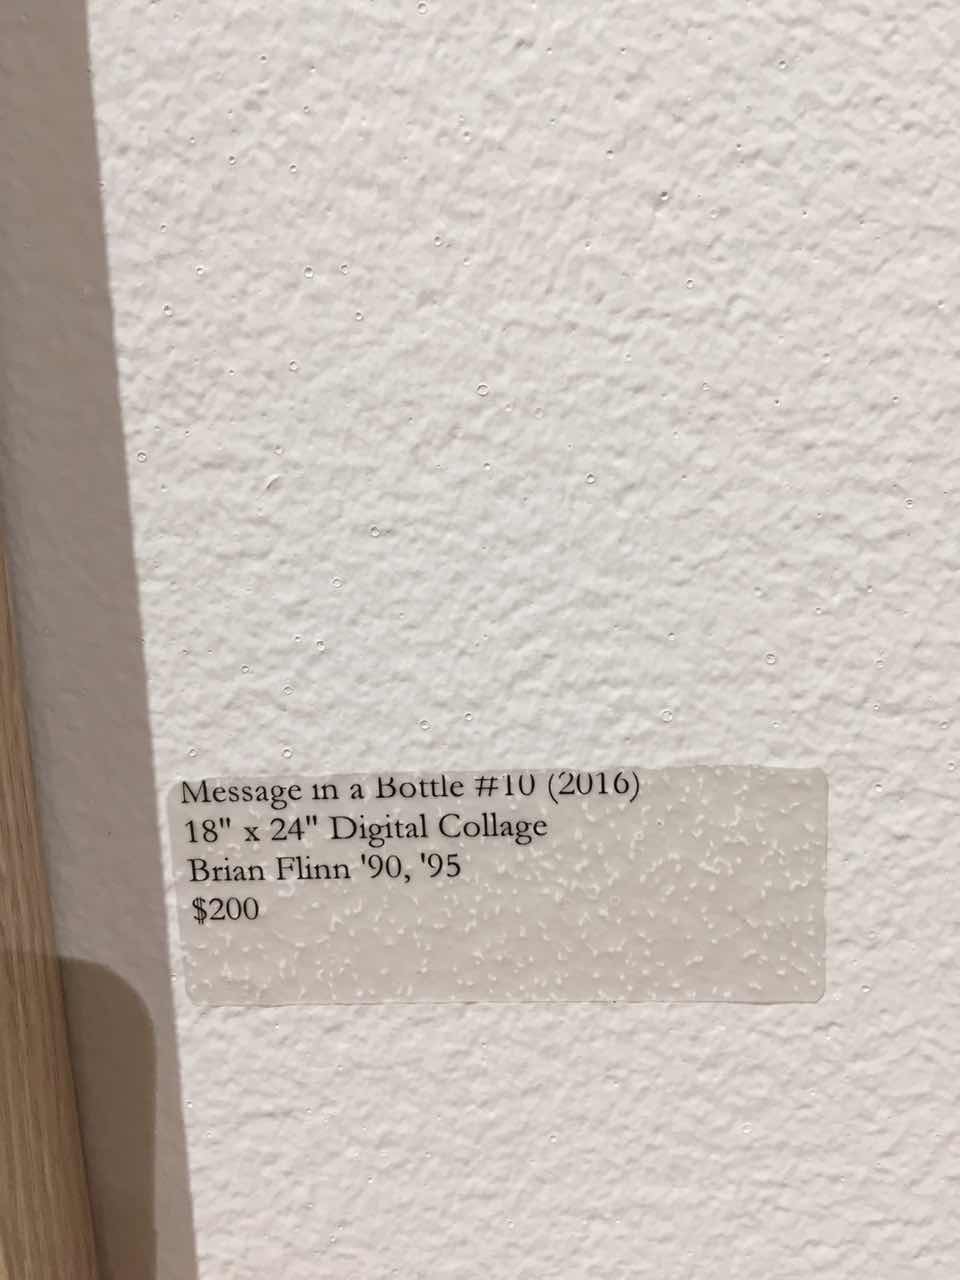 Message in a Bottle #10 (2016)
18" x 24" Digital Collage
Brian Flinn '90, '95
$200